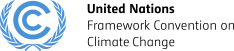 United Nations
Framework Convention on
Climate Change